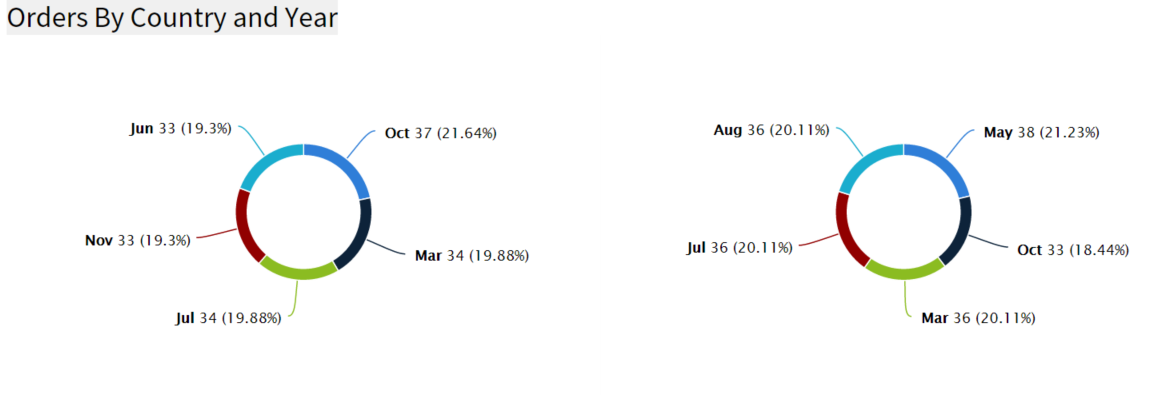 Orders By Country and Year
Jun 33 (19.3%)
Oct 37 (21.64%)
Nov 33 (19.3%)
Mar 34 (19.88%)
Jul 34 (19.88%)
Aug 36 (20.11%)
May 38 (21.23%)
Jul 36 (20.11%)
Oct 33 (18.44%)
Mar 36 (20.11%)